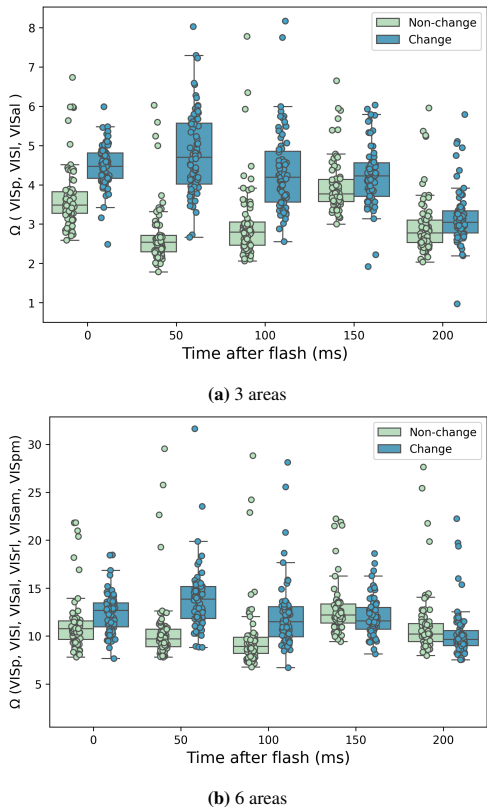 8
7
6
5
4
3
2
1
Ω ( VISp, VISl, VISal )
Non-change
Change
0
50
100
150
200
Time after flash (ms)
(a) 3 areas
30
25
20
15
10
5
Ω (VISp, VISl, VISal, VISrl, VISam, VISpm)
Non-change
Change
0
50
100
150
200
Time after flash (ms)
(b) 6 areas